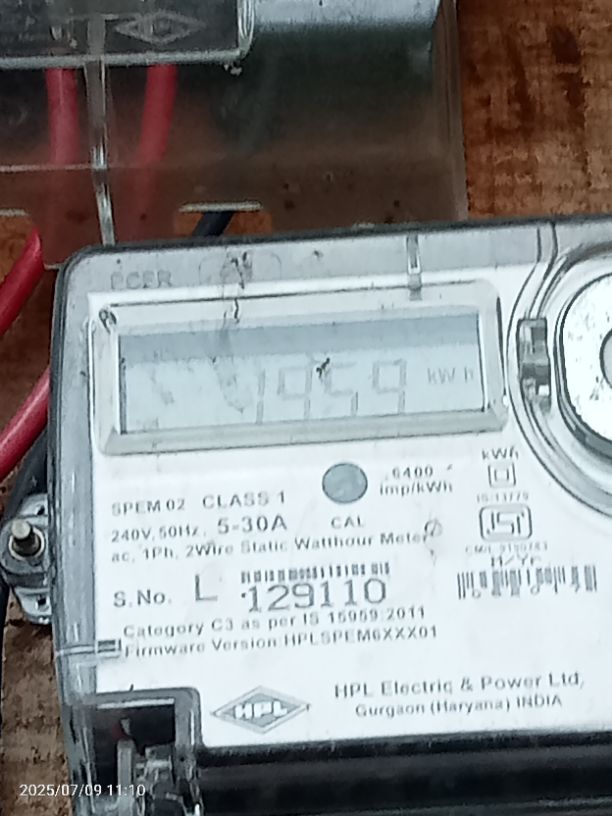 1959 kWh
6400
imp/kWh
kWh
SPEM 02 CLASS 1
240V, 50Hz, 5-30A CAL
ac, 1Ph, 2Wire Static Watthour Meter
S.No. L 129110
Category C3 as per IS 15959:2011
Firmware Version HPLSPEM6XXX01
HPL
HPL Electric & Power Ltd,
Gurgaon (Haryana) INDIA
2025/07/09 11:10